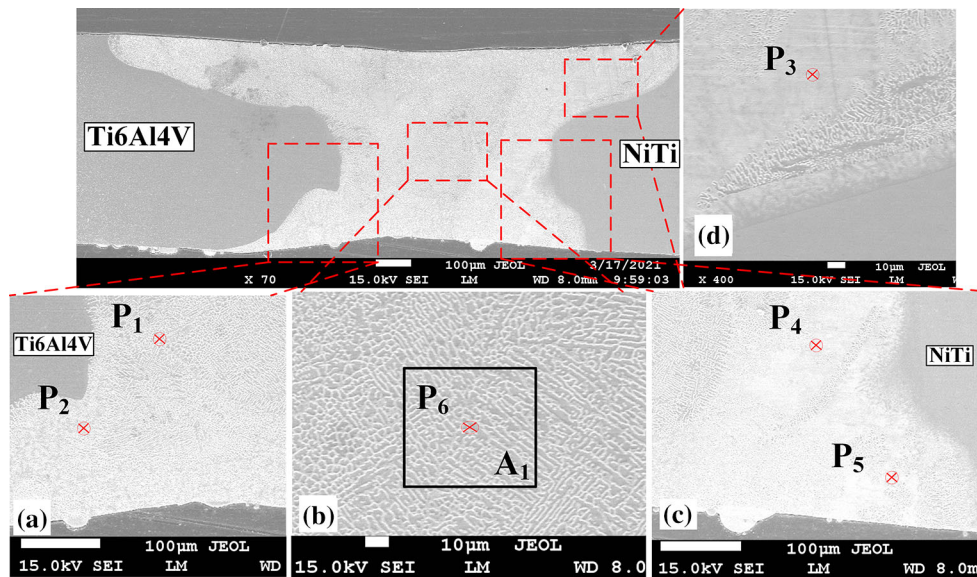 Ti6Al4V
NiTi
100μm JEOL 3/17/2021
X 70 15.0kV SEI LM WD 8.0mm 9:59:03
P3
(d)
10μm JEOL
X 400 15.0kV SEI LM W
P1
Ti6Al4V
P2
(a)
100μm JEOL
15.0kV SEI LM WD
P6
A1
(b)
10μm JEOL
15.0kV SEI LM WD 8.0
P4
NiTi
P5
(c)
100μm JEOL
15.0kV SEI LM WD 8.0m